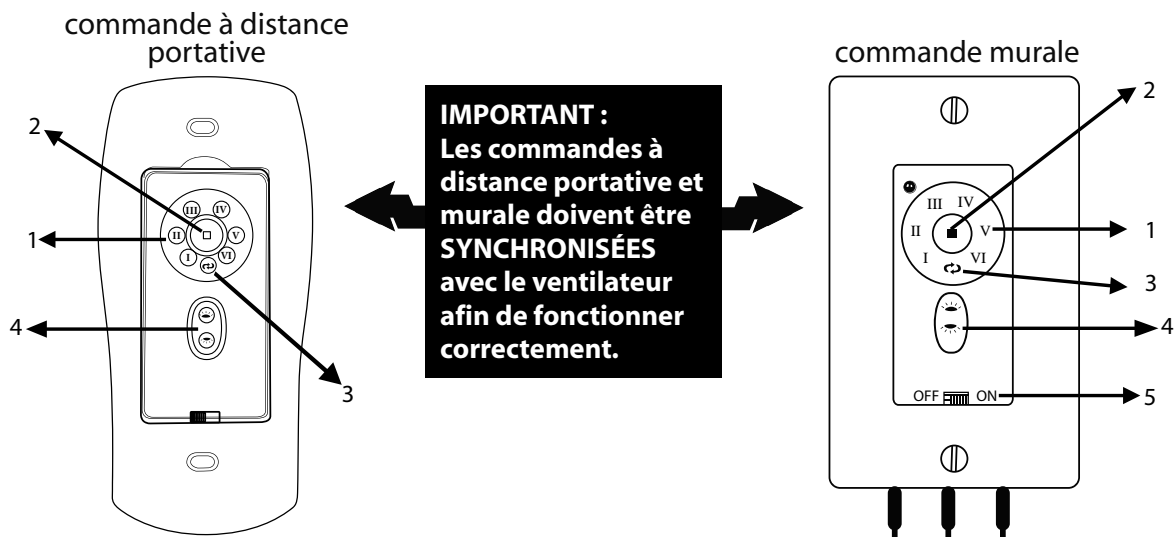 commande à distance
portative
2
III IV
II V
1
I VI
4
3
IMPORTANT :
Les commandes à
distance portative et
murale doivent être
SYNCHRONISÉES
avec le ventilateur
afin de fonctionner
correctement.
commande murale
2
III IV
II V
1
I VI
3
4
OFF ON
5